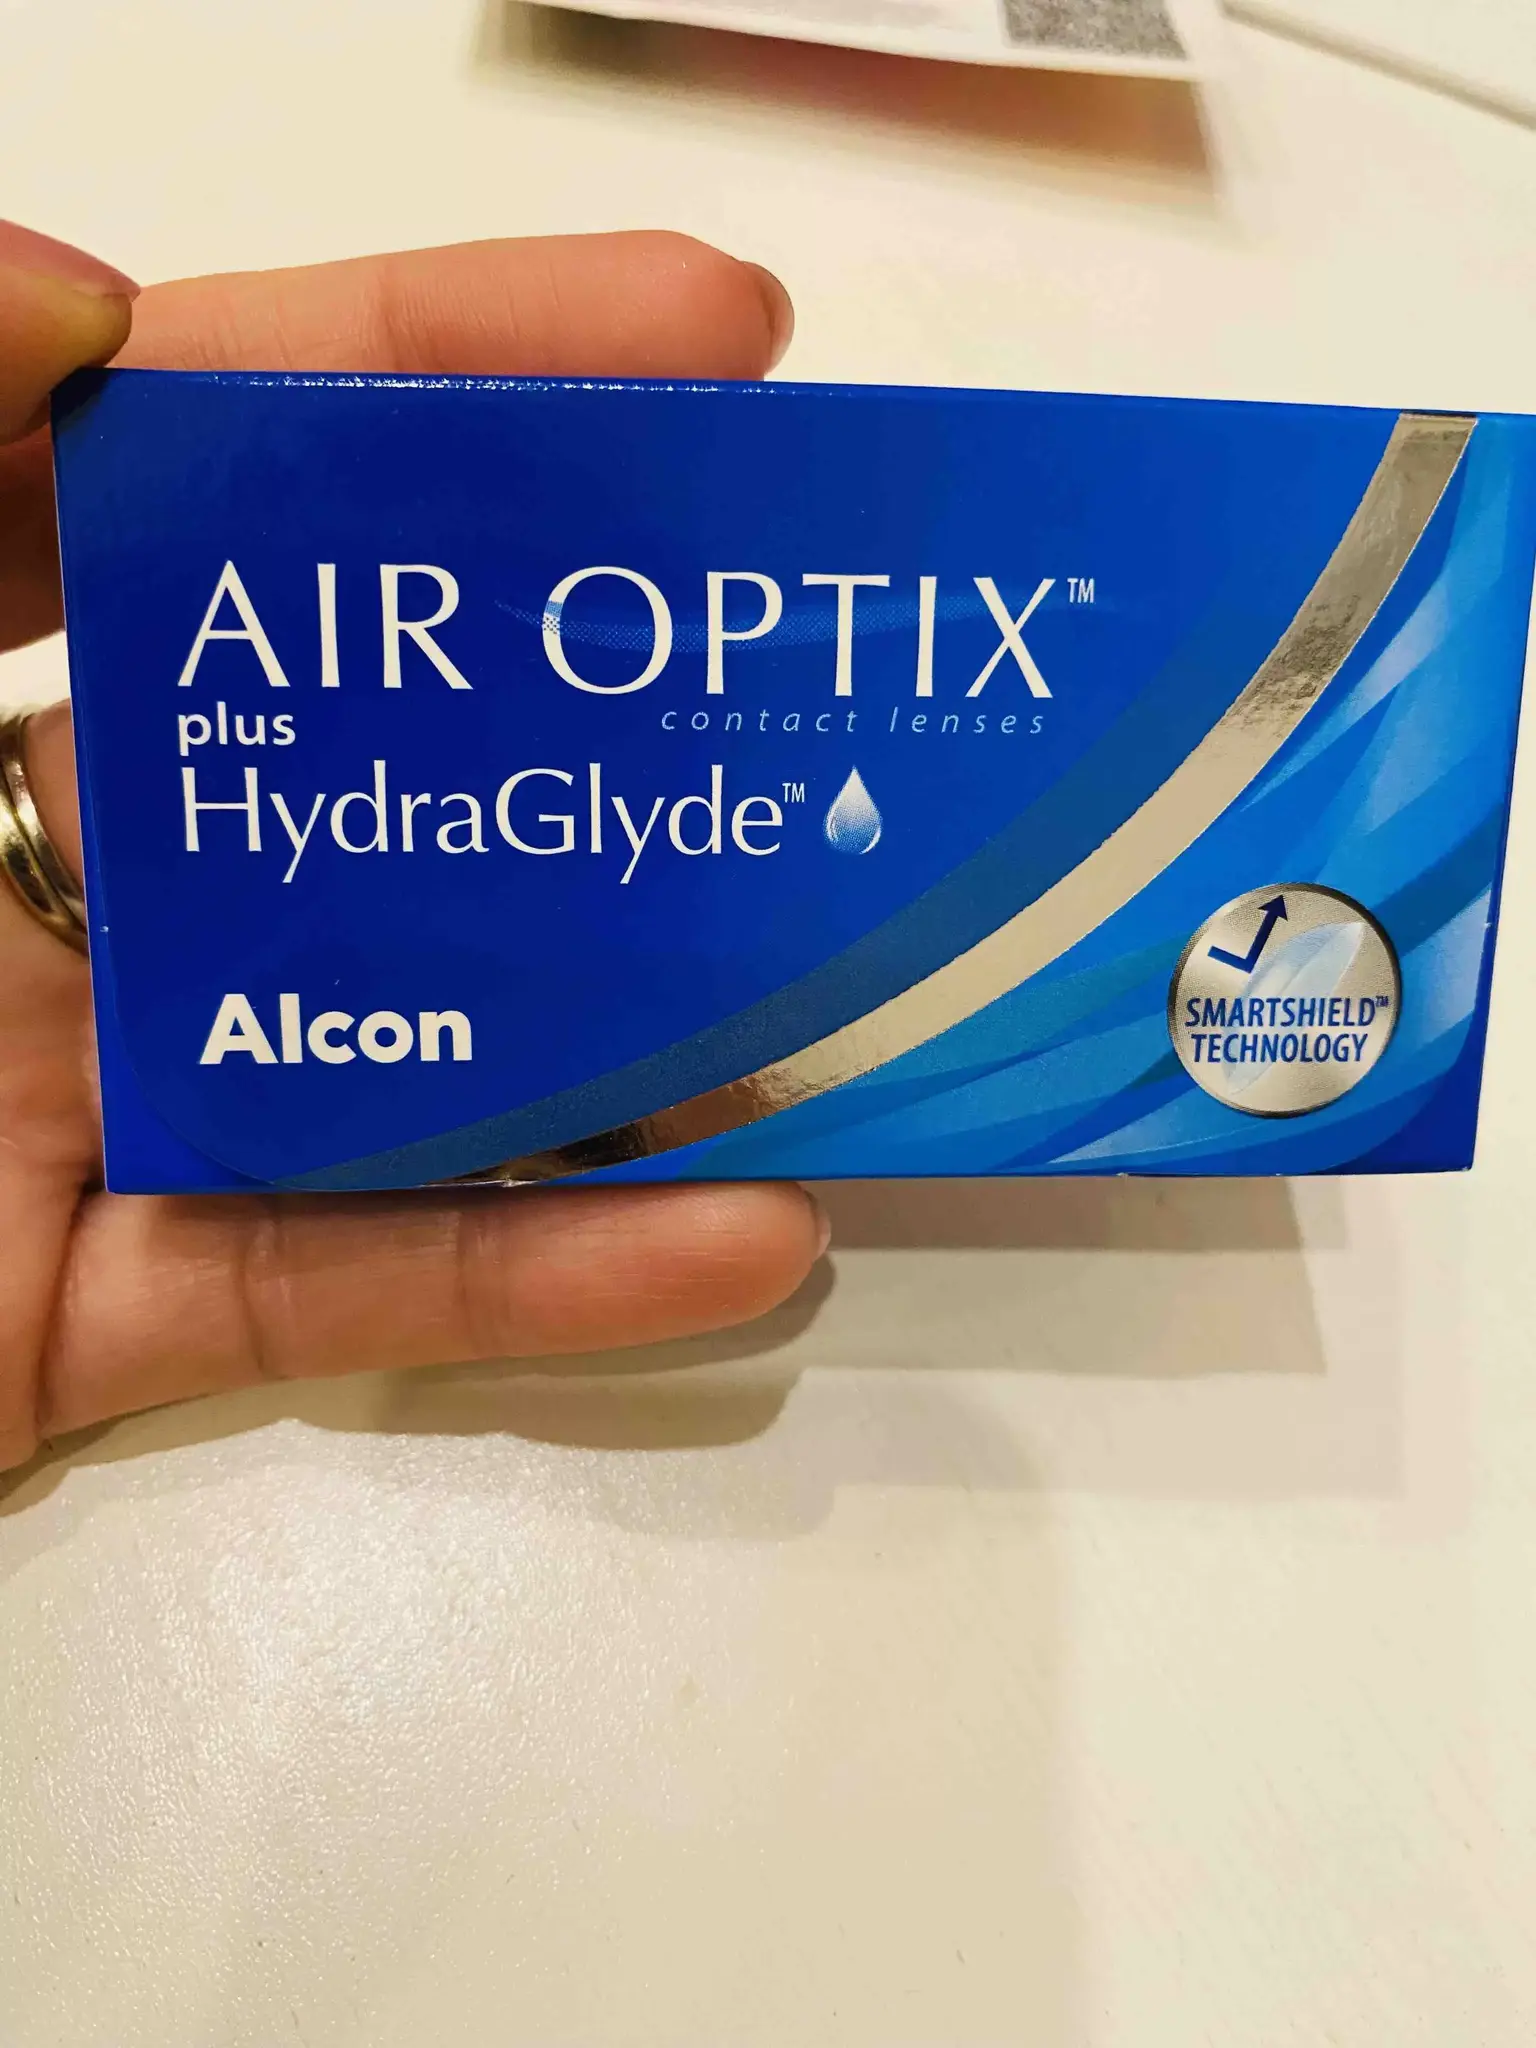 AIR OPTIX™
contact lenses
plus
HydraGlyde™
Alcon
SMARTSHIELD™
TECHNOLOGY